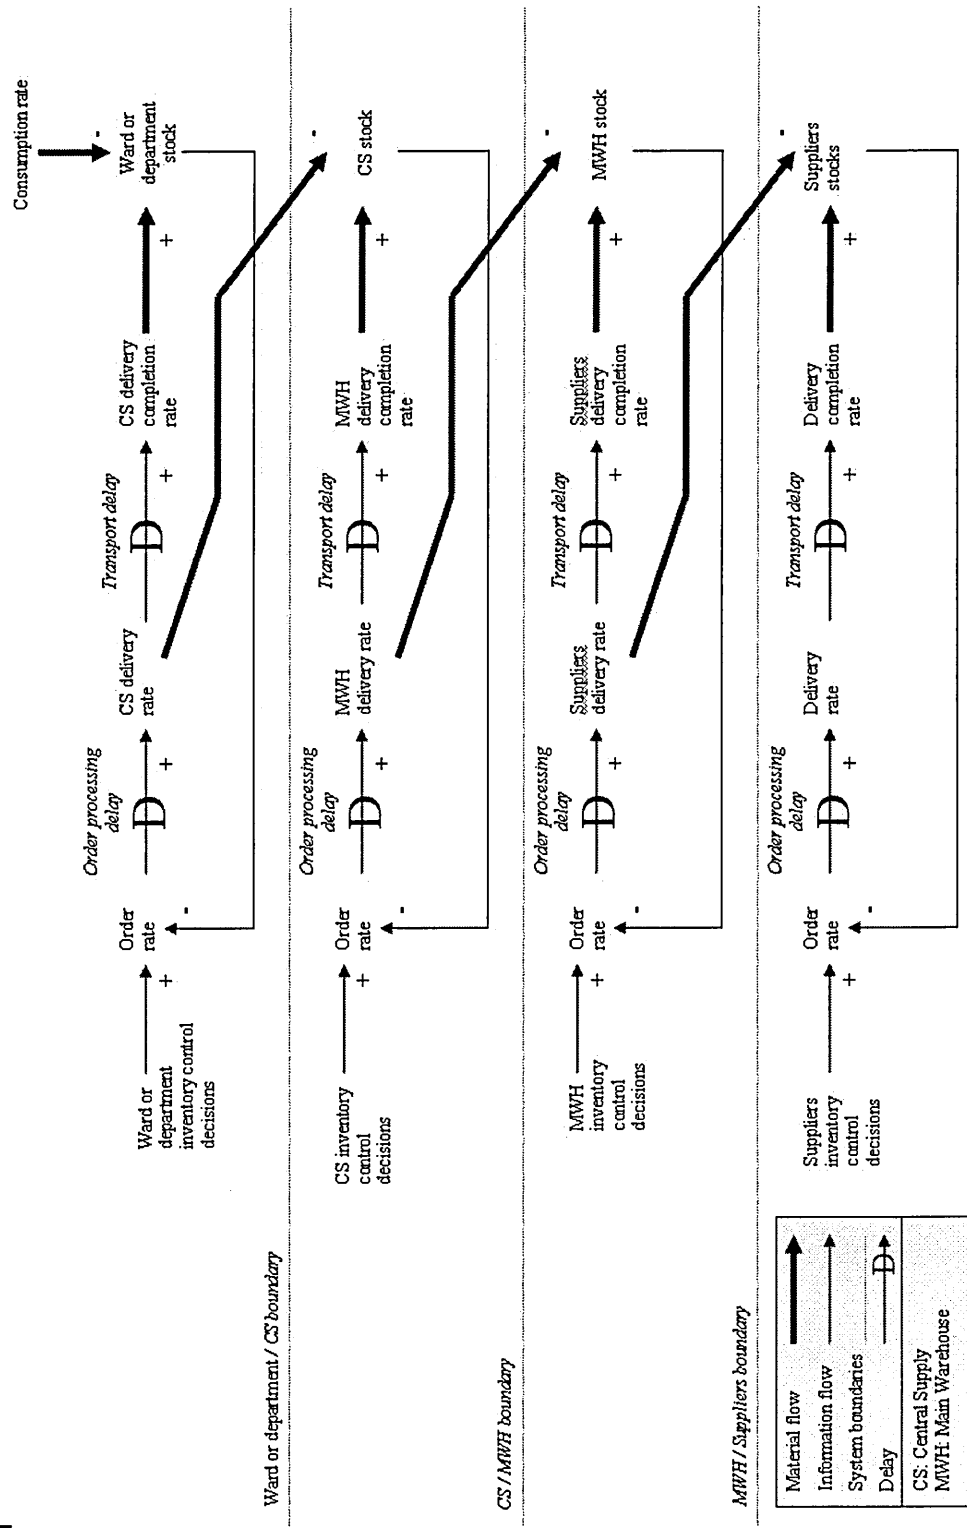 Consumption rate
-
Ward or
department
stock
+
CS delivery
completion
rate
Transport delay
D
+
CS delivery
rate
Order processing
delay
D
+
Order
rate
-
+
Ward or
department
inventory control
decisions
Ward or department / CS boundary
-
CS stock
+
MWH
delivery
completion
rate
Transport delay
D
+
MWH
delivery rate
Order processing
delay
D
+
Order
rate
-
+
CS inventory
control
decisions
CS / MWH boundary
-
MWH stock
+
Suppliers
delivery
completion
rate
Transport delay
D
+
Suppliers
delivery rate
Order processing
delay
D
+
Order
rate
-
+
MWH
inventory
control
decisions
MWH / Suppliers boundary
-
Suppliers
stocks
+
Delivery
completion
rate
Transport delay
D
+
Delivery
rate
Order processing
delay
D
+
Order
rate
-
+
Suppliers
inventory
control
decisions
Material flow
Information flow
System boundaries
Delay
D
CS: Central Supply
MWH: Main Warehouse